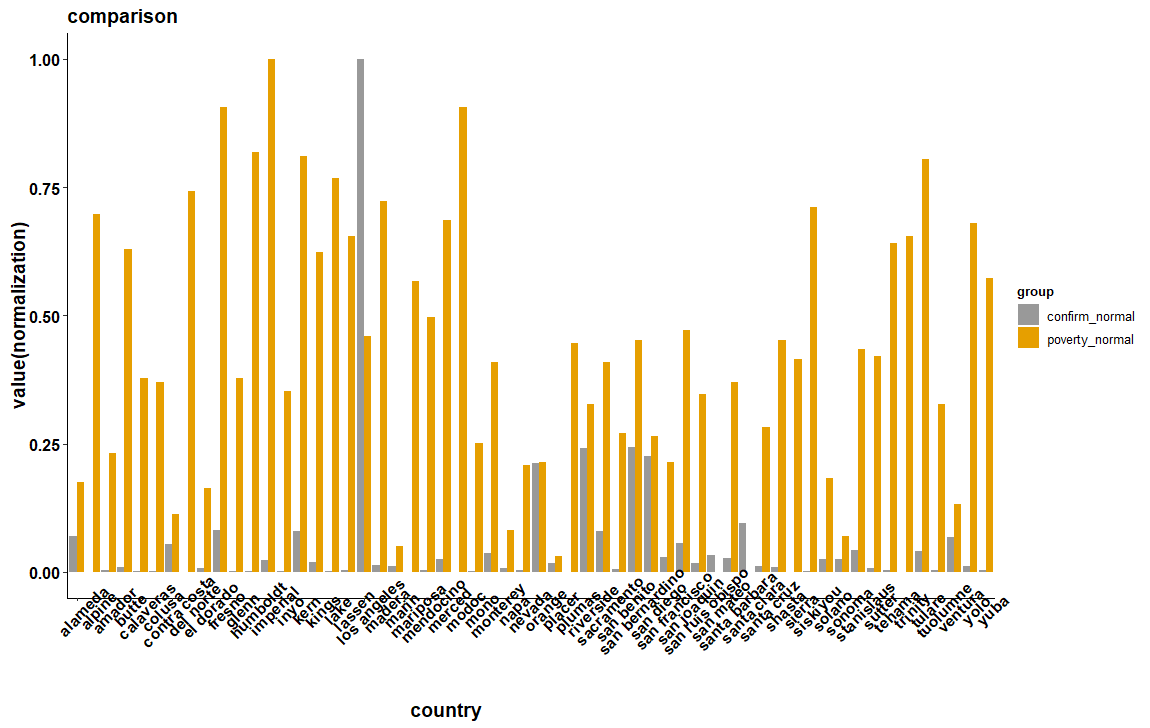 comparison
value(normalization)
1.00
0.75
0.50
0.25
0.00
alameda
alpine
amador
butte
calaveras
colusa
contra costa
del norte
el dorado
fresno
glenn
humboldt
imperial
inyo
kern
kings
lake
lassen
los angeles
madera
marin
mariposa
mendocino
merced
modoc
mono
monterey
napa
nevada
orange
placer
plumas
riverside
sacramento
san benito
san bernardino
san diego
san francisco
san joaquin
san luis obispo
san mateo
santa barbara
santa clara
santa cruz
shasta
sierra
siskiyou
solano
sonoma
stanislaus
sutter
tehama
trinity
tulare
tuolumne
ventura
yolo
yuba
country
group
confirm_normal
poverty_normal